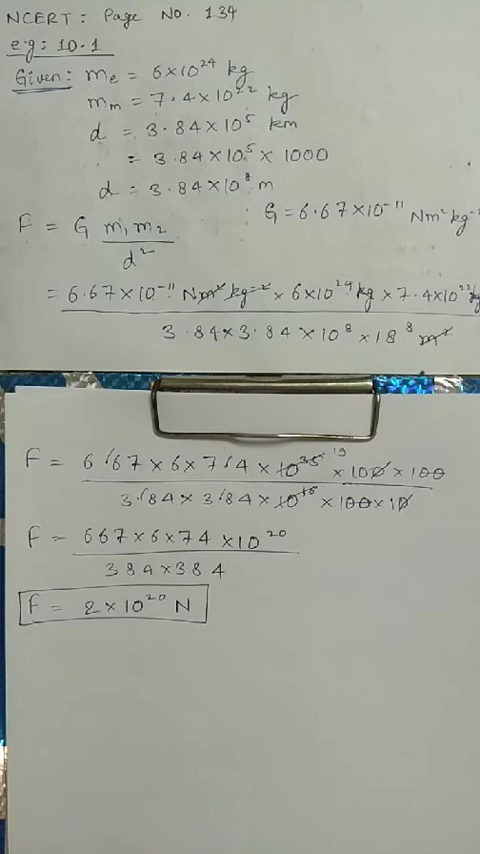 NCERT: Page No. 134
e.g: 10.1
Given: me = 6×10²⁴ kg
mm = 7.4×10²² kg
d = 3.84×10⁵ km
= 3.84×10⁵ × 1000
d = 3.84×10⁸ m
G = 6.67×10⁻¹¹ Nm²kg⁻²
F = G m₁m₂ / d²
= 6.67×10⁻¹¹ Nm² kg⁻² × 6×10²⁴ kg × 7.4×10²² kg
3.84×3.84×10⁸×18⁸ m²
F = 6.67×6×7.4×10³⁵ ¹⁹ ×100×100
3.84×3.84×10¹⁶×100×10
F = 667×6×74×10²⁰
384×384
F = 2×10²⁰ N